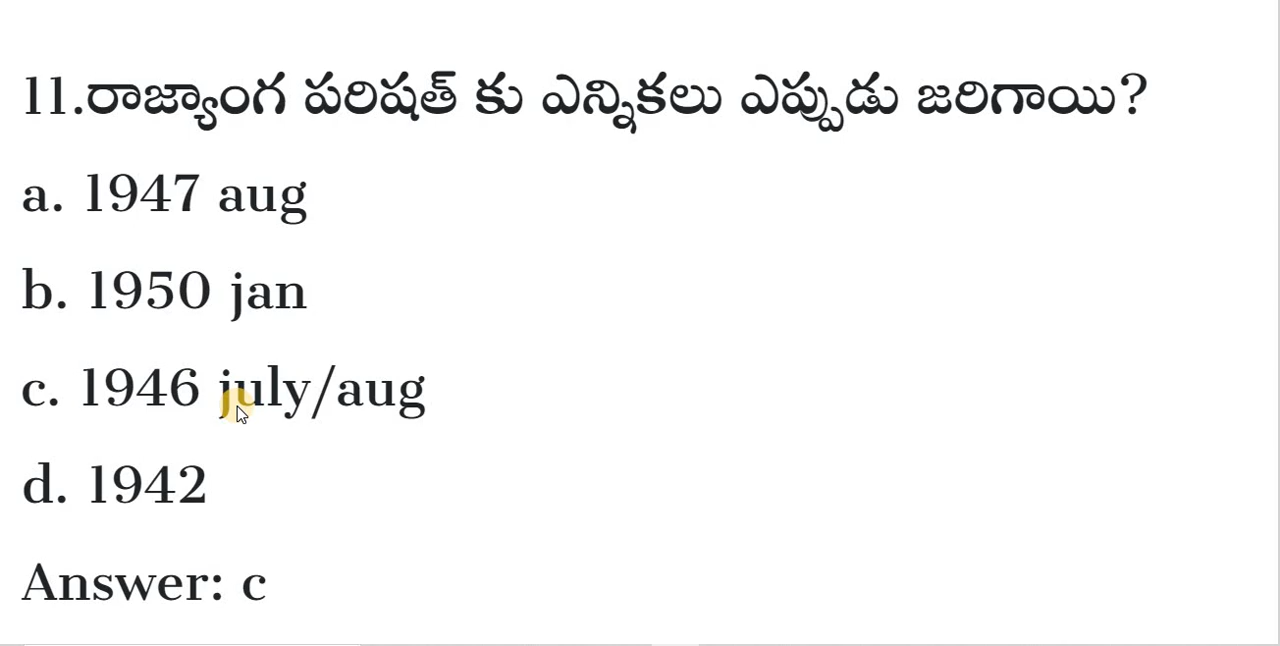 11.రాజ్యాంగ పరిషత్ కు ఎన్నికలు ఎప్పుడు జరిగాయి?
a. 1947 aug
b. 1950 jan
c. 1946 july/aug
d. 1942
Answer: c